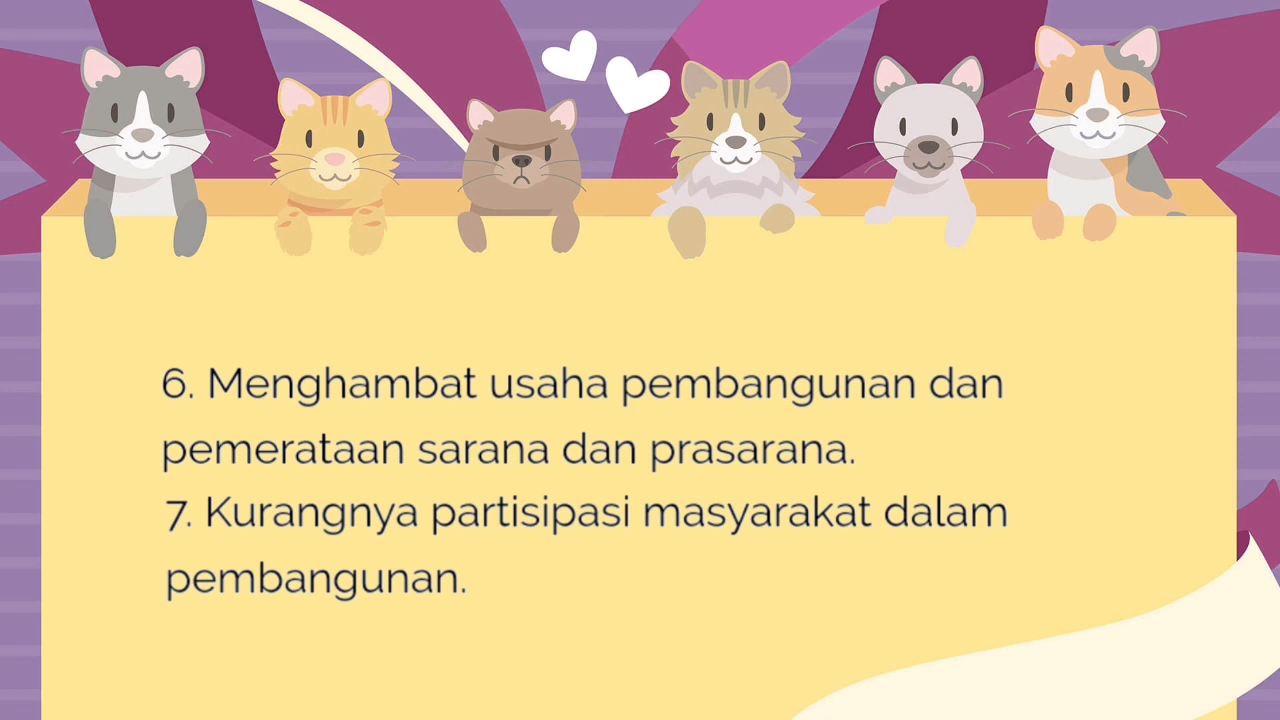 6. Menghambat usaha pembangunan dan
pemerataan sarana dan prasarana.
7. Kurangnya partisipasi masyarakat dalam
pembangunan.